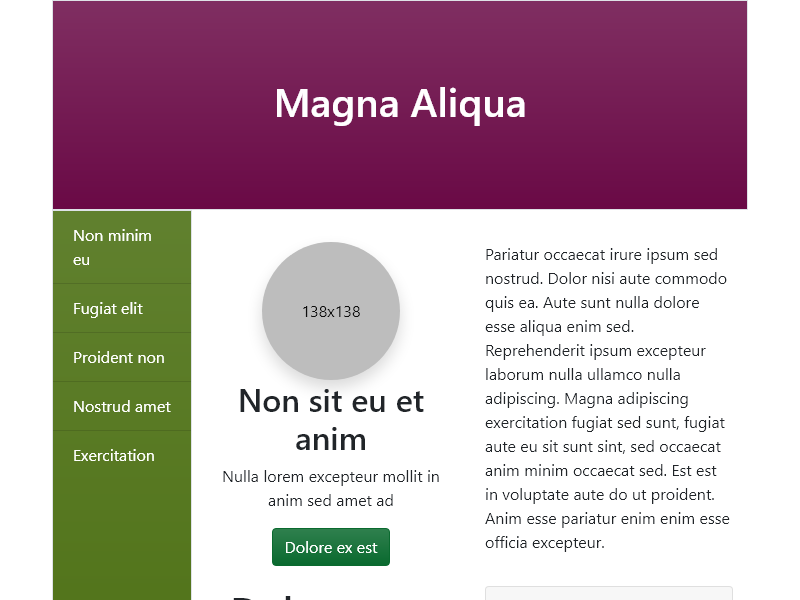 Magna Aliqua
Non minim
eu
Fugiat elit
Proident non
Nostrud amet
Exercitation
138x138
Non sit eu et
anim
Nulla lorem excepteur mollit in
anim sed amet ad
Dolore ex est
Pariatur occaecat irure ipsum sed
nostrud. Dolor nisi aute commodo
quis ea. Aute sunt nulla dolore
esse aliqua enim sed.
Reprehenderit ipsum excepteur
laborum nulla ullamco nulla
adipiscing. Magna adipiscing
exercitation fugiat sed sunt, fugiat
aute eu sit sunt sint, sed occaecat
anim minim occaecat sed. Est est
in voluptate aute do ut proident.
Anim esse pariatur enim enim esse
officia excepteur.